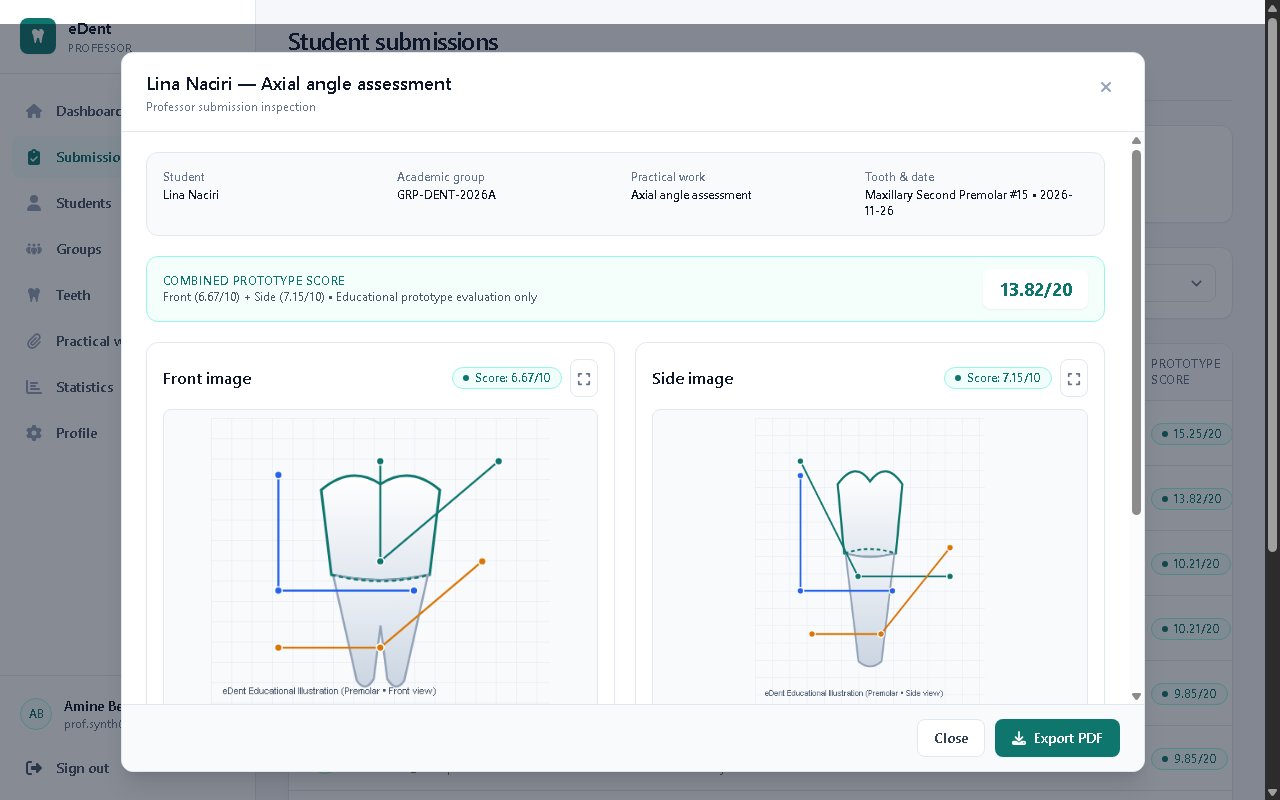 eDent
PROFESSOR
Student submissions
Dashboard
Submissio
Students
Groups
Teeth
Practical w
Statistics
Profile
AB
Amine Be
prof.synth
Sign out
Lina Naciri — Axial angle assessment
Professor submission inspection
Student
Lina Naciri
Academic group
GRP-DENT-2026A
Practical work
Axial angle assessment
Tooth & date
Maxillary Second Premolar #15 • 2026-
11-26
COMBINED PROTOTYPE SCORE
Front (6.67/10) + Side (7.15/10) • Educational prototype evaluation only
13.82/20
Front image
Score: 6.67/10
eDent Educational Illustration (Premolar • Front view)
Side image
Score: 7.15/10
eDent Educational Illustration (Premolar • Side view)
Close
Export PDF
PROTOTYPE
SCORE
15.25/20
13.82/20
10.21/20
10.21/20
9.85/20
9.85/20